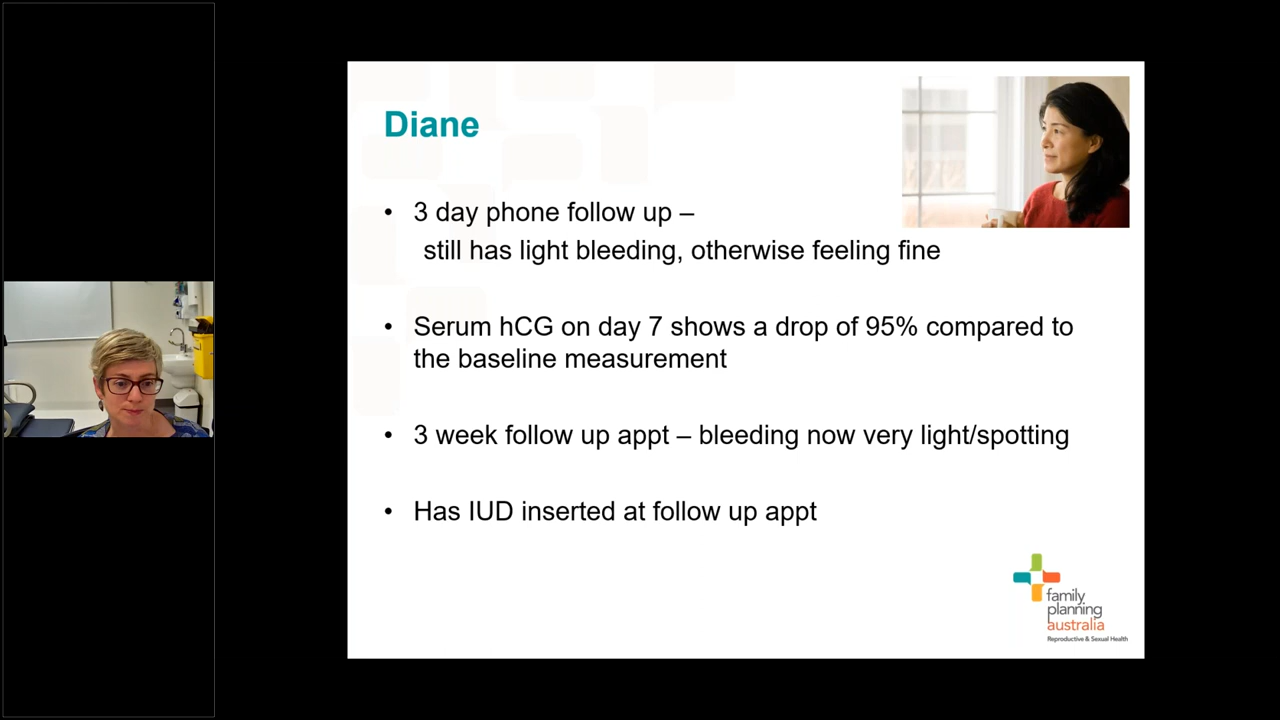 Diane
• 3 day phone follow up –
still has light bleeding, otherwise feeling fine
• Serum hCG on day 7 shows a drop of 95% compared to
the baseline measurement
• 3 week follow up appt – bleeding now very light/spotting
• Has IUD inserted at follow up appt
family
planning
australia
Reproductive & Sexual Health